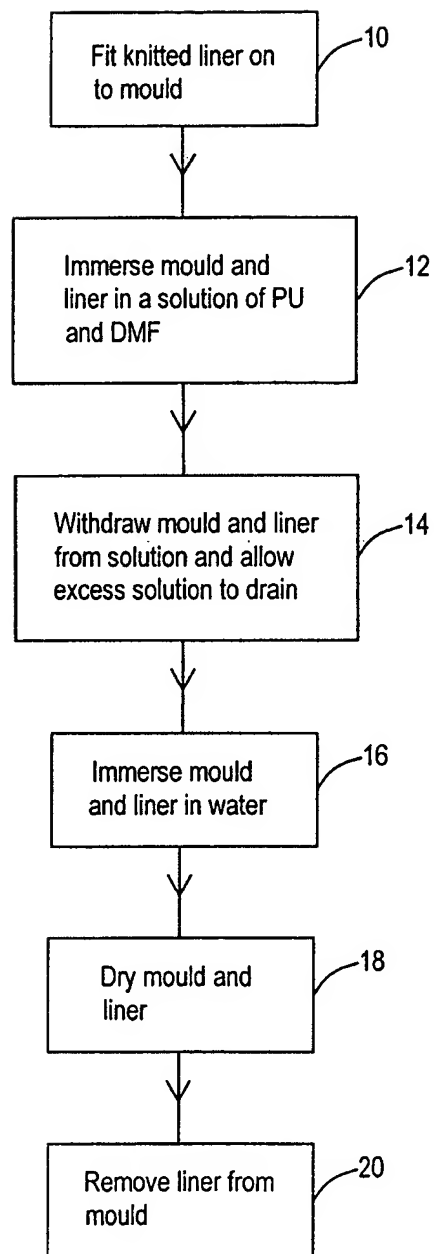 Fit knitted liner on
to mould
10
Immerse mould and
liner in a solution of PU
and DMF
12
Withdraw mould and liner
from solution and allow
excess solution to drain
14
Immerse mould
and liner in water
16
Dry mould and
liner
18
Remove liner from
mould
20